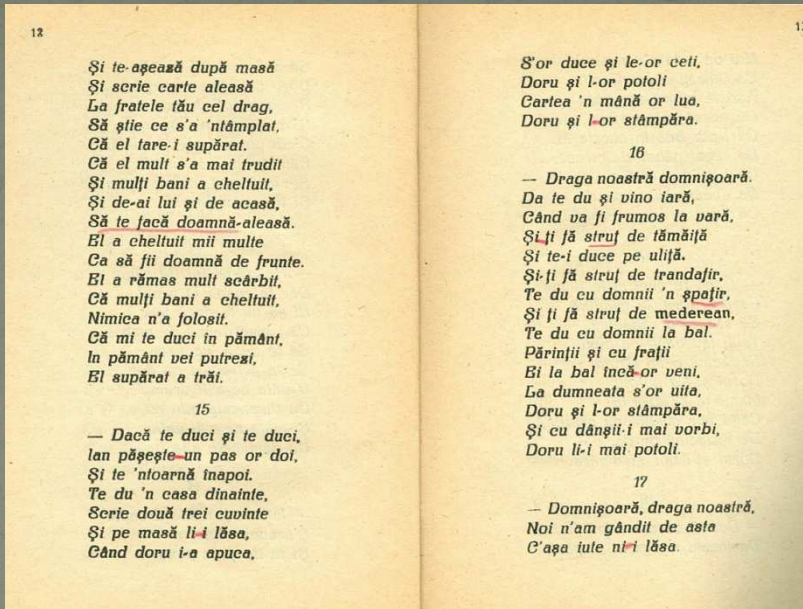 12
Și te-așează după masă
Și scrie carte aleasă
La fratele tău cel drag,
Să știe ce s'a 'ntâmplat,
Că el tare-i supărat.
Că el mult s'a mai trudit
Și mulți bani a cheltuit,
Și de-ai lui și de acasă,
Să te facă doamnă-aleasă.
El a cheltuit mii multe
Ca să fii doamnă de frunte.
El a rămas mult scârbit,
Că mulți bani a cheltuit,
Nimica n'a folosit.
Că mi te duci în pământ,
In pământ vei putrezi,
El supărat a trăi.
15
— Dacă te duci și te duci,
Ian pășește-un pas or doi,
Și te 'ntoarnă înapoi.
Te du 'n casa dinainte,
Scrie două trei cuvinte
Și pe masă li-i lăsa,
Când doru i-a apuca,
S'or duce și le-or ceti,
Doru și l-or potoli
Cartea 'n mână or lua,
Doru și l-or stâmpăra.
16
— Draga noastră domnișoară.
Da te du și vino iară,
Când va fi frumos la vară,
Și ți fă struț de tămâiță
Și te-i duce pe uliță.
Și-ți fă struț de trandafir,
Te du cu domnii 'n șpațir,
Și ți fă struț de mederean,
Te du cu domnii la bal.
Părinții și cu frații
Ei la bal încă-or veni,
La dumneata s'or uita,
Doru și l-or stâmpăra,
Și cu dânșii-i mai vorbi,
Doru li-i mai potoli.
17
— Domnișoară, draga noastră,
Noi n'am gândit de asta
C'așa iute ni-i lăsa.